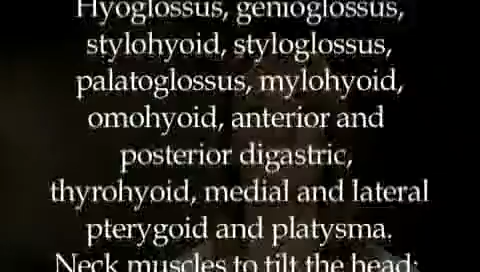 Hyoglossus, genioglossus,
stylohyoid, styloglossus,
palatoglossus, mylohyoid,
omohyoid, anterior and
posterior digastric,
thyrohyoid, medial and lateral
pterygoid and platysma.
Neck muscles to tilt the head: